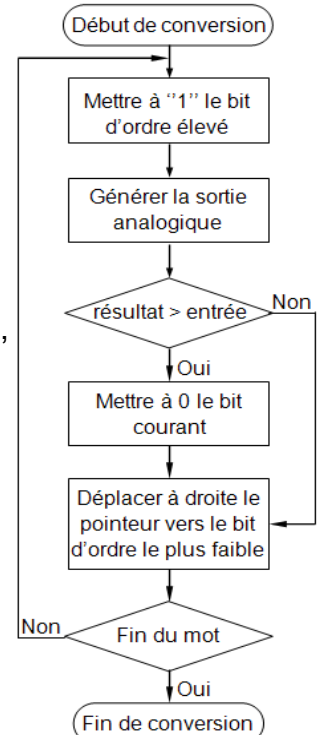 Début de conversion
Mettre à ‘‘1’’ le bit
d’ordre élevé
Générer la sortie
analogique
résultat > entrée
Non
,
Oui
Mettre à 0 le bit
courant
Déplacer à droite le
pointeur vers le bit
d’ordre le plus faible
Non
Fin du mot
Oui
Fin de conversion